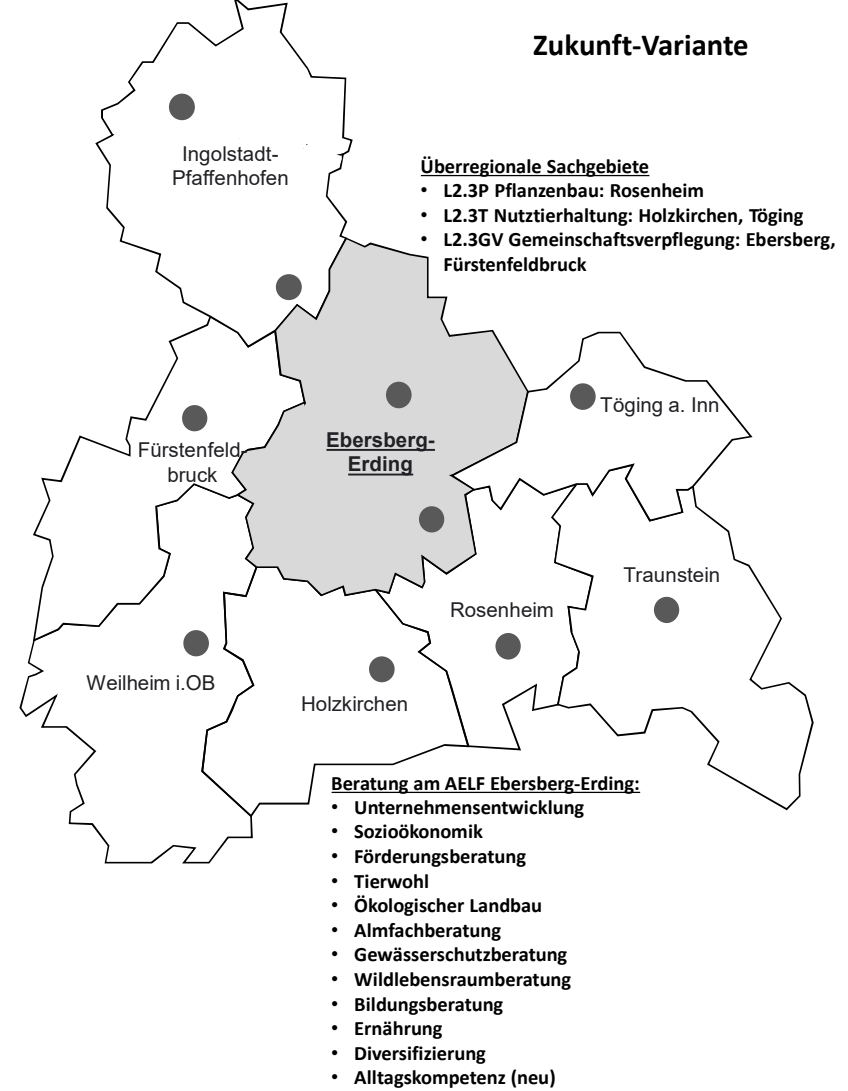 Zukunft-Variante
Ingolstadt-
Pfaffenhofen
Überregionale Sachgebiete
• L2.3P Pflanzenbau: Rosenheim
• L2.3T Nutztierhaltung: Holzkirchen, Töging
• L2.3GV Gemeinschaftsverpflegung: Ebersberg,
Fürstenfeldbruck
Töging a. Inn
Fürstenfeld-
bruck
Ebersberg-
Erding
Traunstein
Rosenheim
Weilheim i.OB
Holzkirchen
Beratung am AELF Ebersberg-Erding:
• Unternehmensentwicklung
• Sozioökonomik
• Förderungsberatung
• Tierwohl
• Ökologischer Landbau
• Almfachberatung
• Gewässerschutzberatung
• Wildlebensraumberatung
• Bildungsberatung
• Ernährung
• Diversifizierung
• Alltagskompetenz (neu)